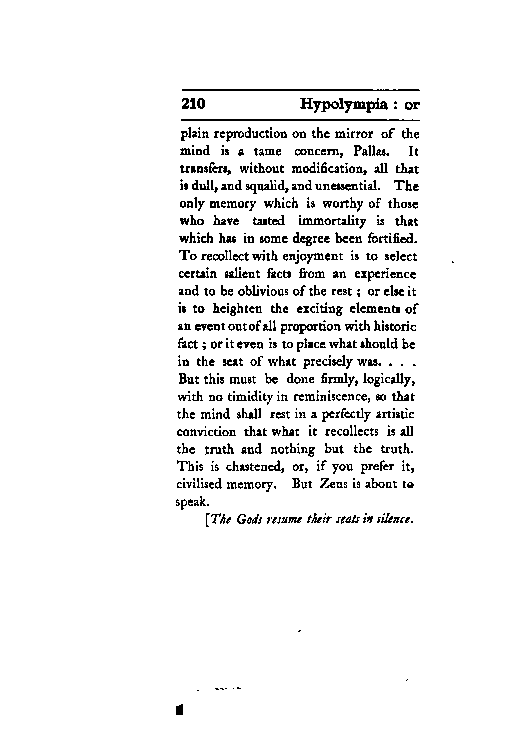 210 Hypolympia : or
plain reproduction on the mirror of the
mind is a tame concern, Pallas. It
transfers, without modification, all that
is dull, and squalid, and unessential. The
only memory which is worthy of those
who have tasted immortality is that
which has in some degree been fortified.
To recollect with enjoyment is to select
certain salient facts from an experience
and to be oblivious of the rest ; or else it
is to heighten the exciting elements of
an event out of all proportion with historic
fact ; or it even is to place what should be
in the seat of what precisely was. . . .
But this must be done firmly, logically,
with no timidity in reminiscence, so that
the mind shall rest in a perfectly artistic
conviction that what it recollects is all
the truth and nothing but the truth.
This is chastened, or, if you prefer it,
civilised memory. But Zeus is about to
speak.
[The Gods resume their seats in silence.